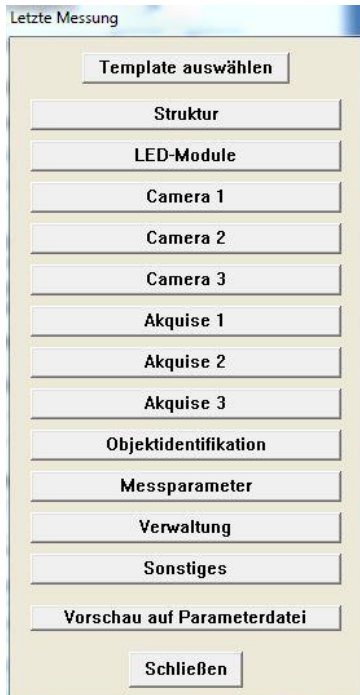 Letzte Messung
Template auswählen
Struktur
LED-Module
Camera 1
Camera 2
Camera 3
Akquise 1
Akquise 2
Akquise 3
Objektidentifikation
Messparameter
Verwaltung
Sonstiges
Vorschau auf Parameterdatei
Schließen